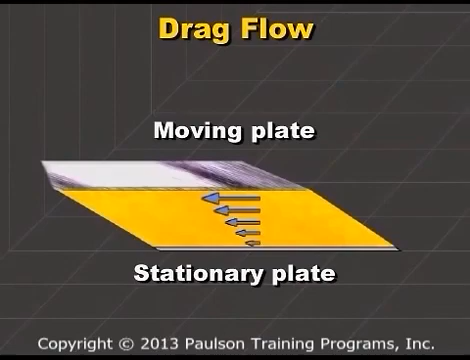 Drag Flow
Moving plate
Stationary plate
Copyright © 2013 Paulson Training Programs, Inc.